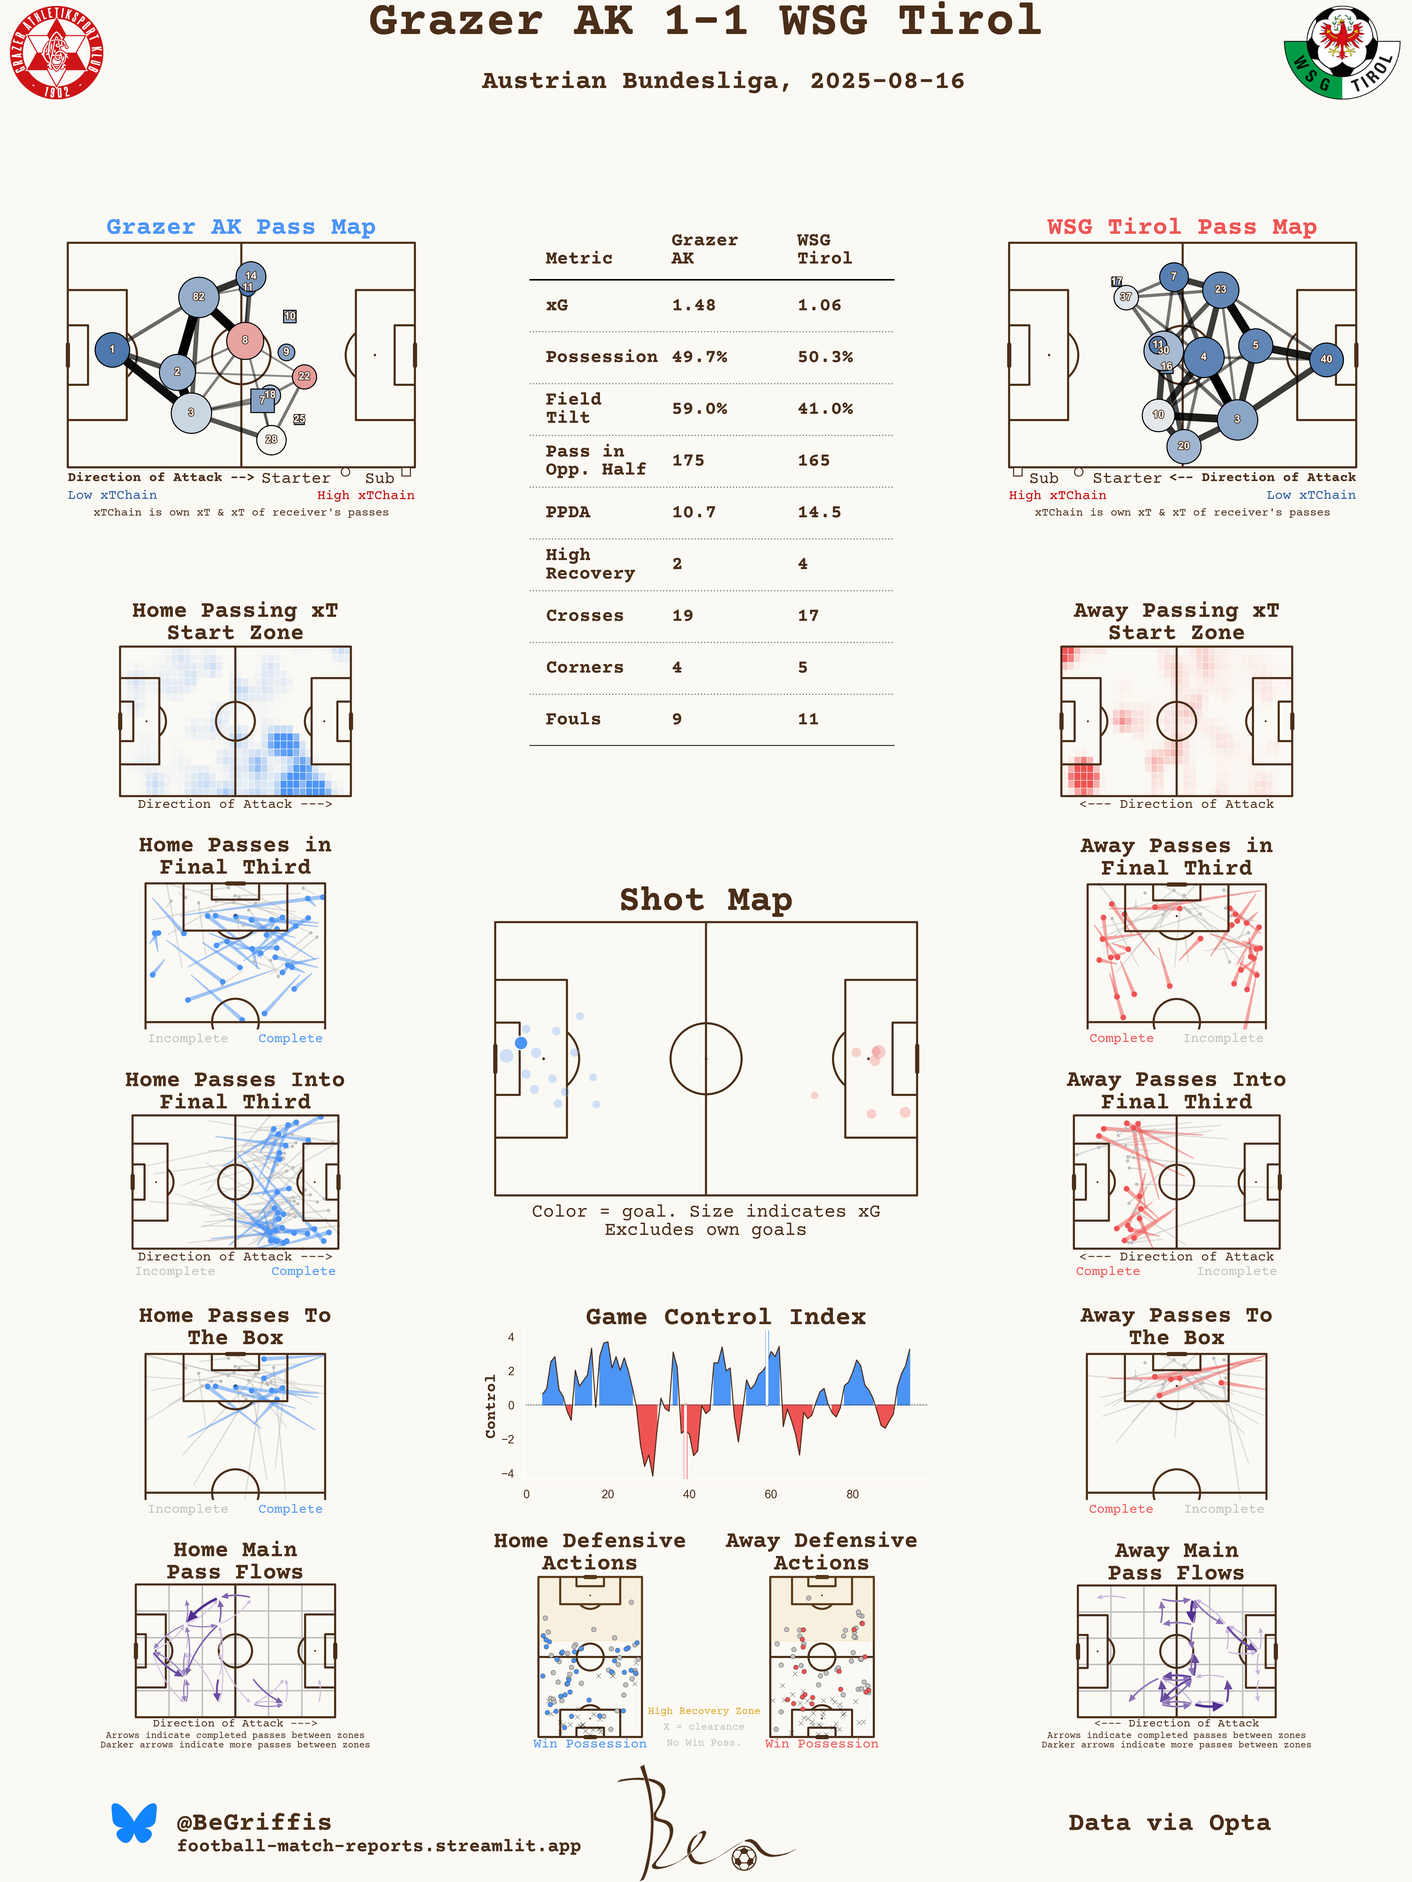 Grazer AK 1-1 WSG Tirol
Austrian Bundesliga, 2025-08-16
GRAZER ATHLETIKSPORT KLUB
- 1902 -
WSG TIROL
Grazer AK Pass Map
1
82
14
11
2
3
8
10
9
22
18
7
25
28
Direction of Attack --> Starter Sub
Low xTChain High xTChain
xTChain is own xT & xT of receiver's passes
Metric Grazer AK WSG Tirol
xG 1.48 1.06
Possession 49.7% 50.3%
Field Tilt 59.0% 41.0%
Pass in Opp. Half 175 165
PPDA 10.7 14.5
High Recovery 2 4
Crosses 19 17
Corners 4 5
Fouls 9 11
WSG Tirol Pass Map
17
37
7
23
11
30
16
4
5
40
10
20
3
Sub Starter <-- Direction of Attack
High xTChain Low xTChain
xTChain is own xT & xT of receiver's passes
Home Passing xT
Start Zone
Direction of Attack --->
Away Passing xT
Start Zone
<--- Direction of Attack
Home Passes in
Final Third
Incomplete Complete
Away Passes in
Final Third
Complete Incomplete
Shot Map
Color = goal. Size indicates xG
Excludes own goals
Home Passes Into
Final Third
Direction of Attack --->
Incomplete Complete
Away Passes Into
Final Third
<--- Direction of Attack
Complete Incomplete
Home Passes To
The Box
Incomplete Complete
Game Control Index
Control
4
2
0
−2
−4
0 20 40 60 80
Away Passes To
The Box
Complete Incomplete
Home Main
Pass Flows
Direction of Attack --->
Arrows indicate completed passes between zones
Darker arrows indicate more passes between zones
Home Defensive
Actions
Win Possession
High Recovery Zone
X = clearance
No Win Poss.
Away Defensive
Actions
Win Possession
Away Main
Pass Flows
<--- Direction of Attack
Arrows indicate completed passes between zones
Darker arrows indicate more passes between zones
@BeGriffis
football-match-reports.streamlit.app
Ben
Data via Opta